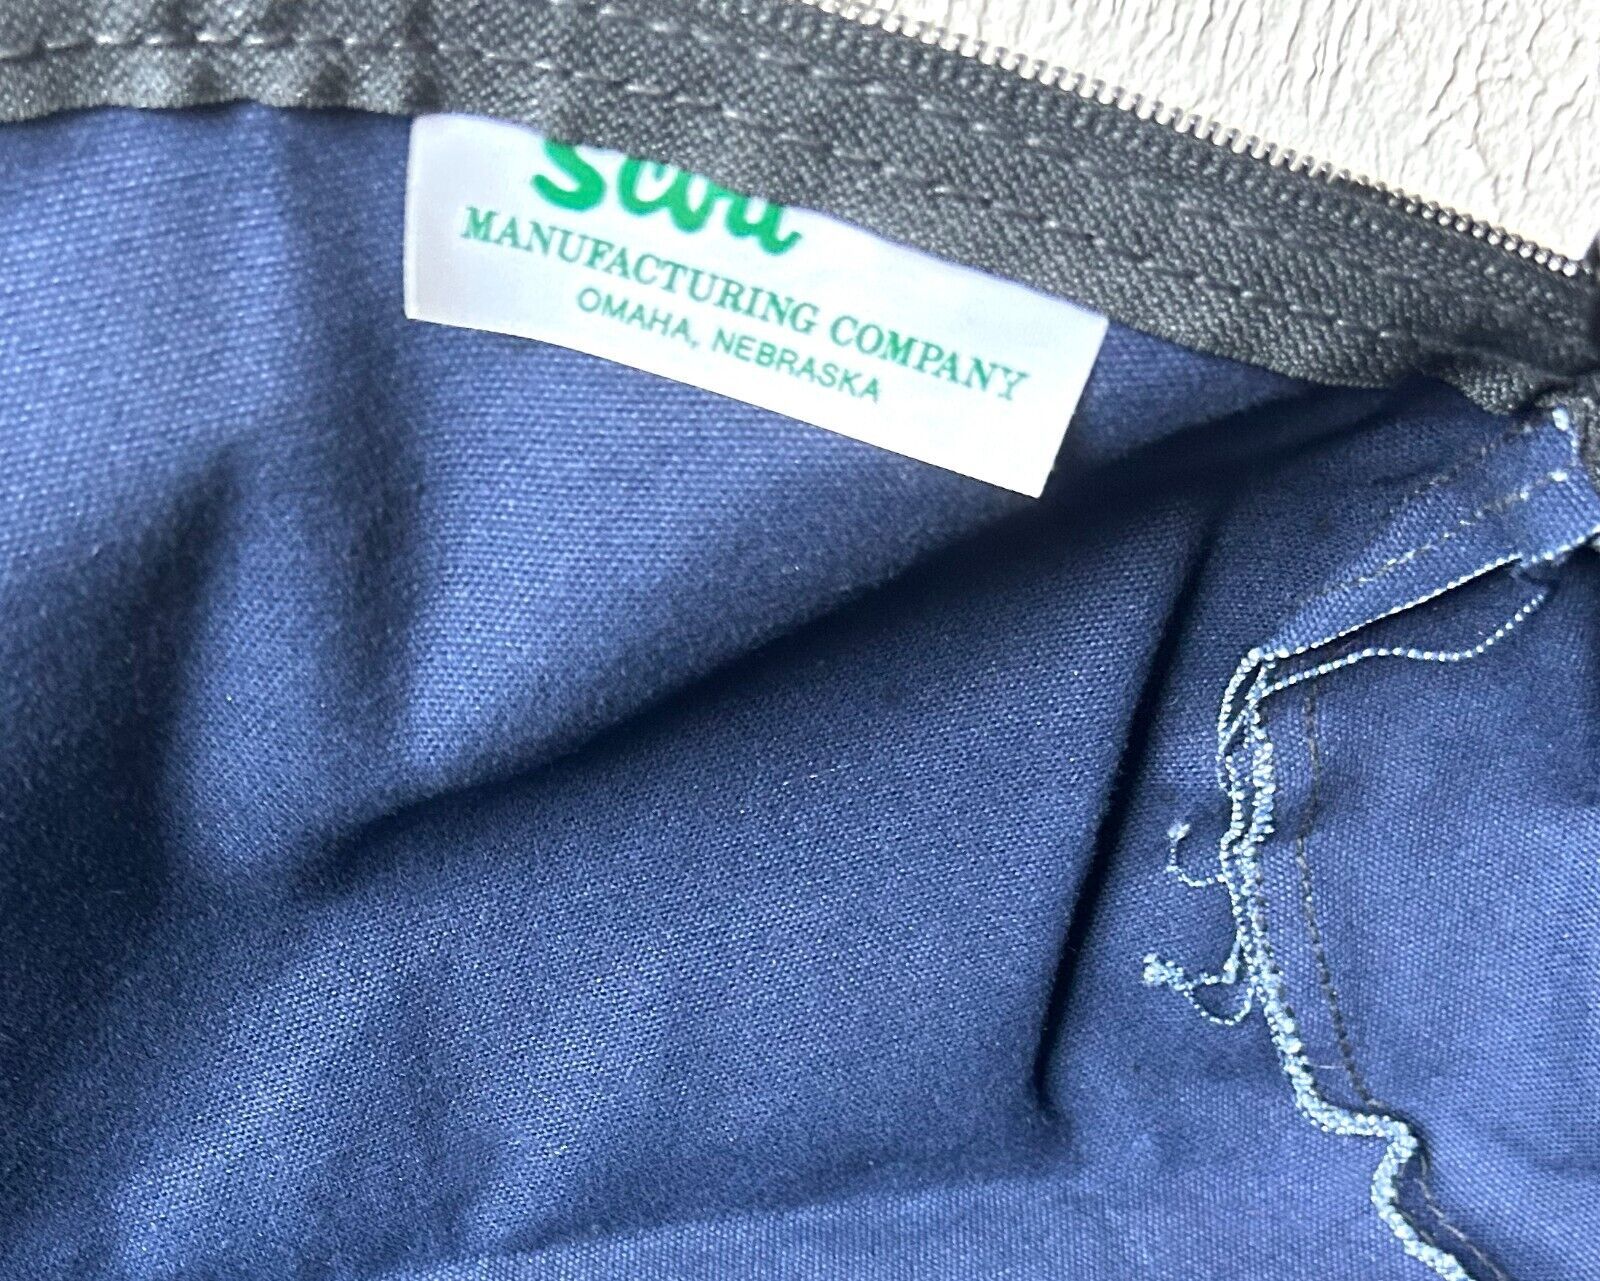 MANUFACTURING COMPANY
OMAHA, NEBRASKA